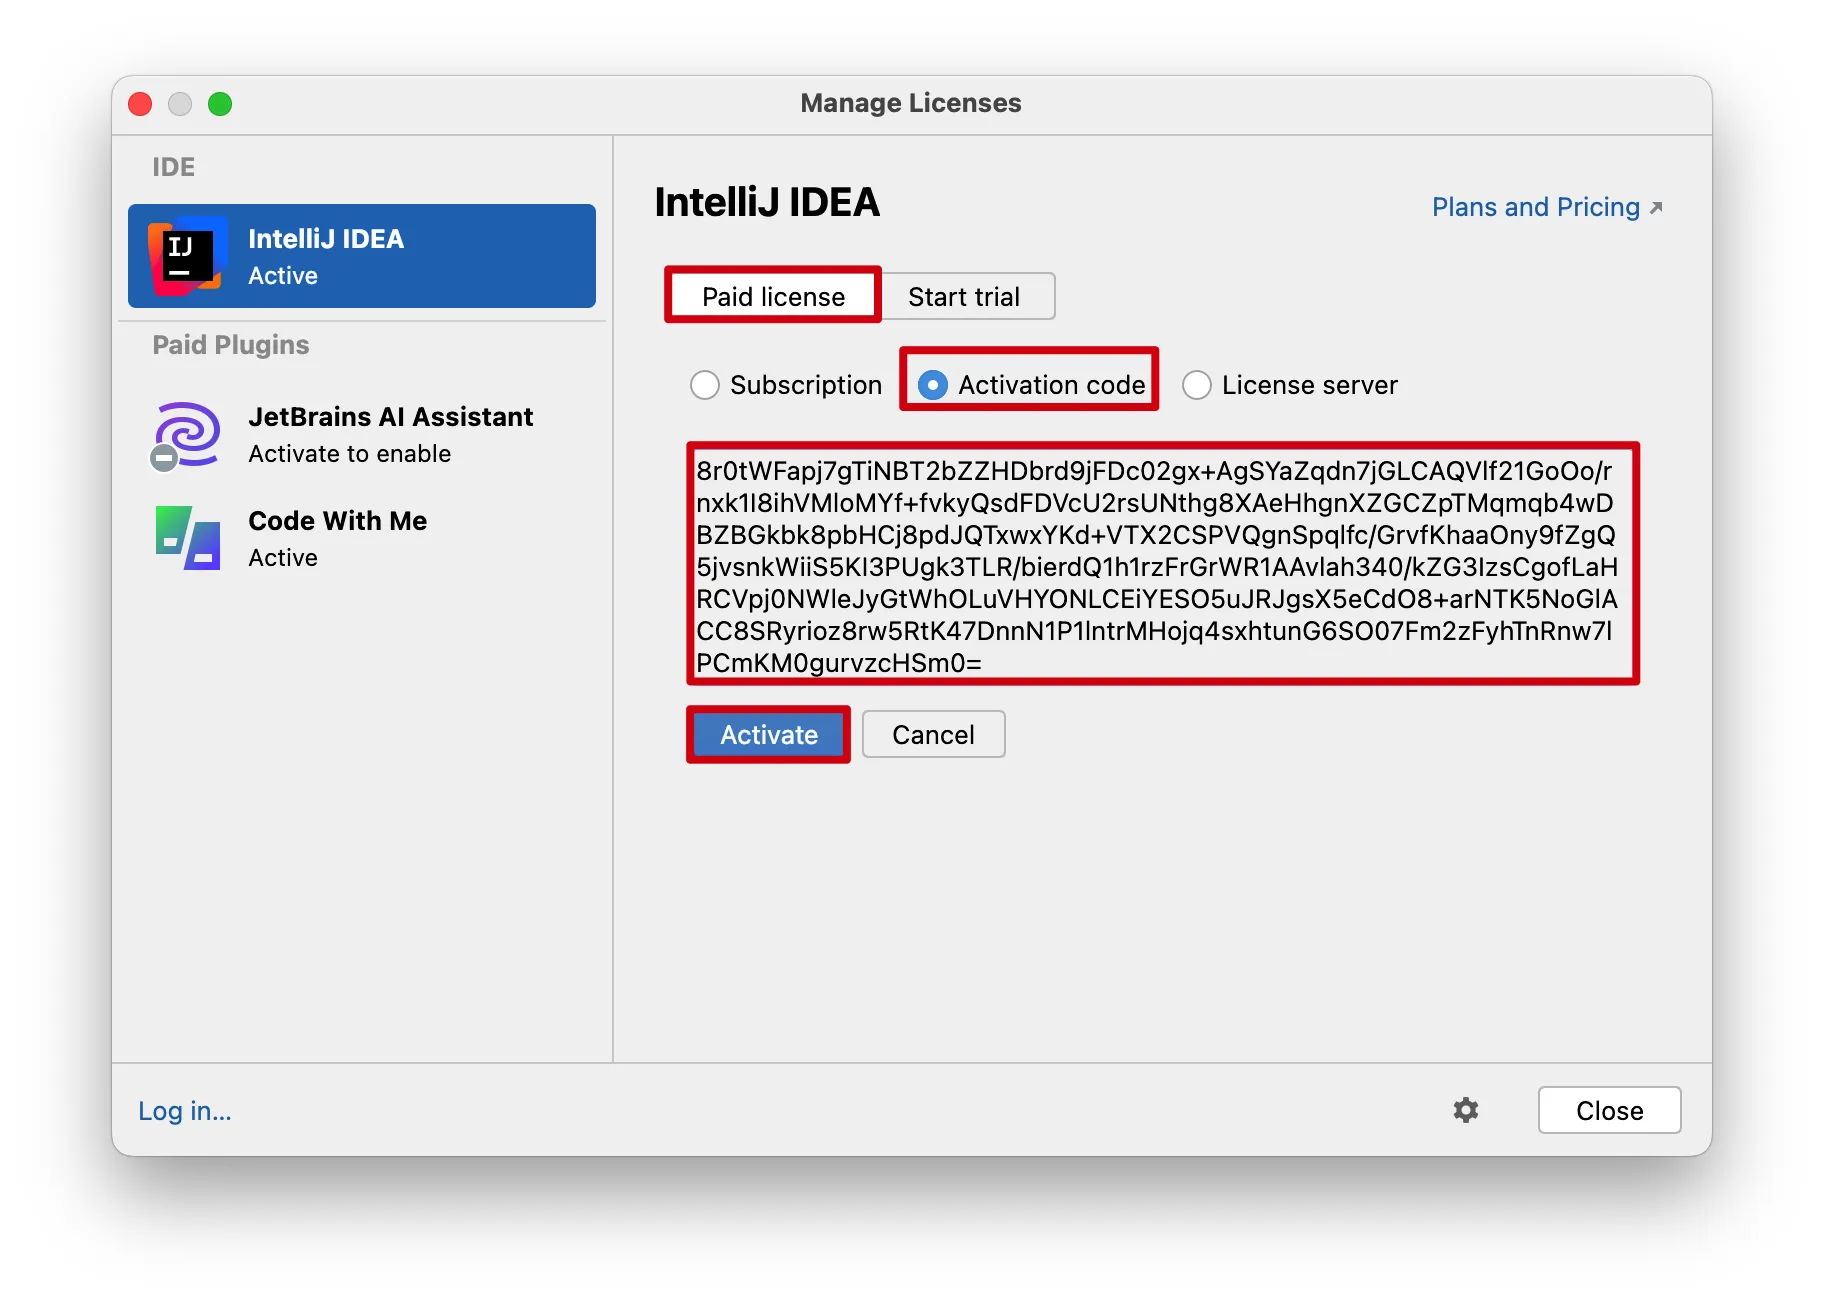 Manage Licenses
IDE
IntelliJ IDEA
Active
Paid Plugins
JetBrains AI Assistant
Activate to enable
Code With Me
Active
IntelliJ IDEA
Plans and Pricing
Paid license
Start trial
Subscription
Activation code
License server
8r0tWFapj7gTiNBT2bZZHDbrd9jFDc02gx+AgSYaZqdn7jGLCAQVlf21GoOo/r
nxk1I8ihVMloMYf+fvkyQsdFDVcU2rsUNthg8XAeHhgnXZGCZpTMqmqb4wD
BZBGkbk8pbHCj8pdJQTxwxYKd+VTX2CSPVQgnSpqlfc/GrvfKhaaOny9fZgQ
5jvsnkWiiS5KI3PUgk3TLR/bierdQ1h1rzFrGrWR1AAvlah340/kZG3IzsCgofLaH
RCVpj0NWleJyGtWhOLuVHYONLCEiYESO5uJRJgsX5eCdO8+arNTK5NoGlA
CC8SRyrioz8rw5RtK47DnnN1P1lntrMHojq4sxhtunG6SO07Fm2zFyhTnRnw7l
PCmKM0gurvzcHSm0=
Activate
Cancel
Log in...
Close